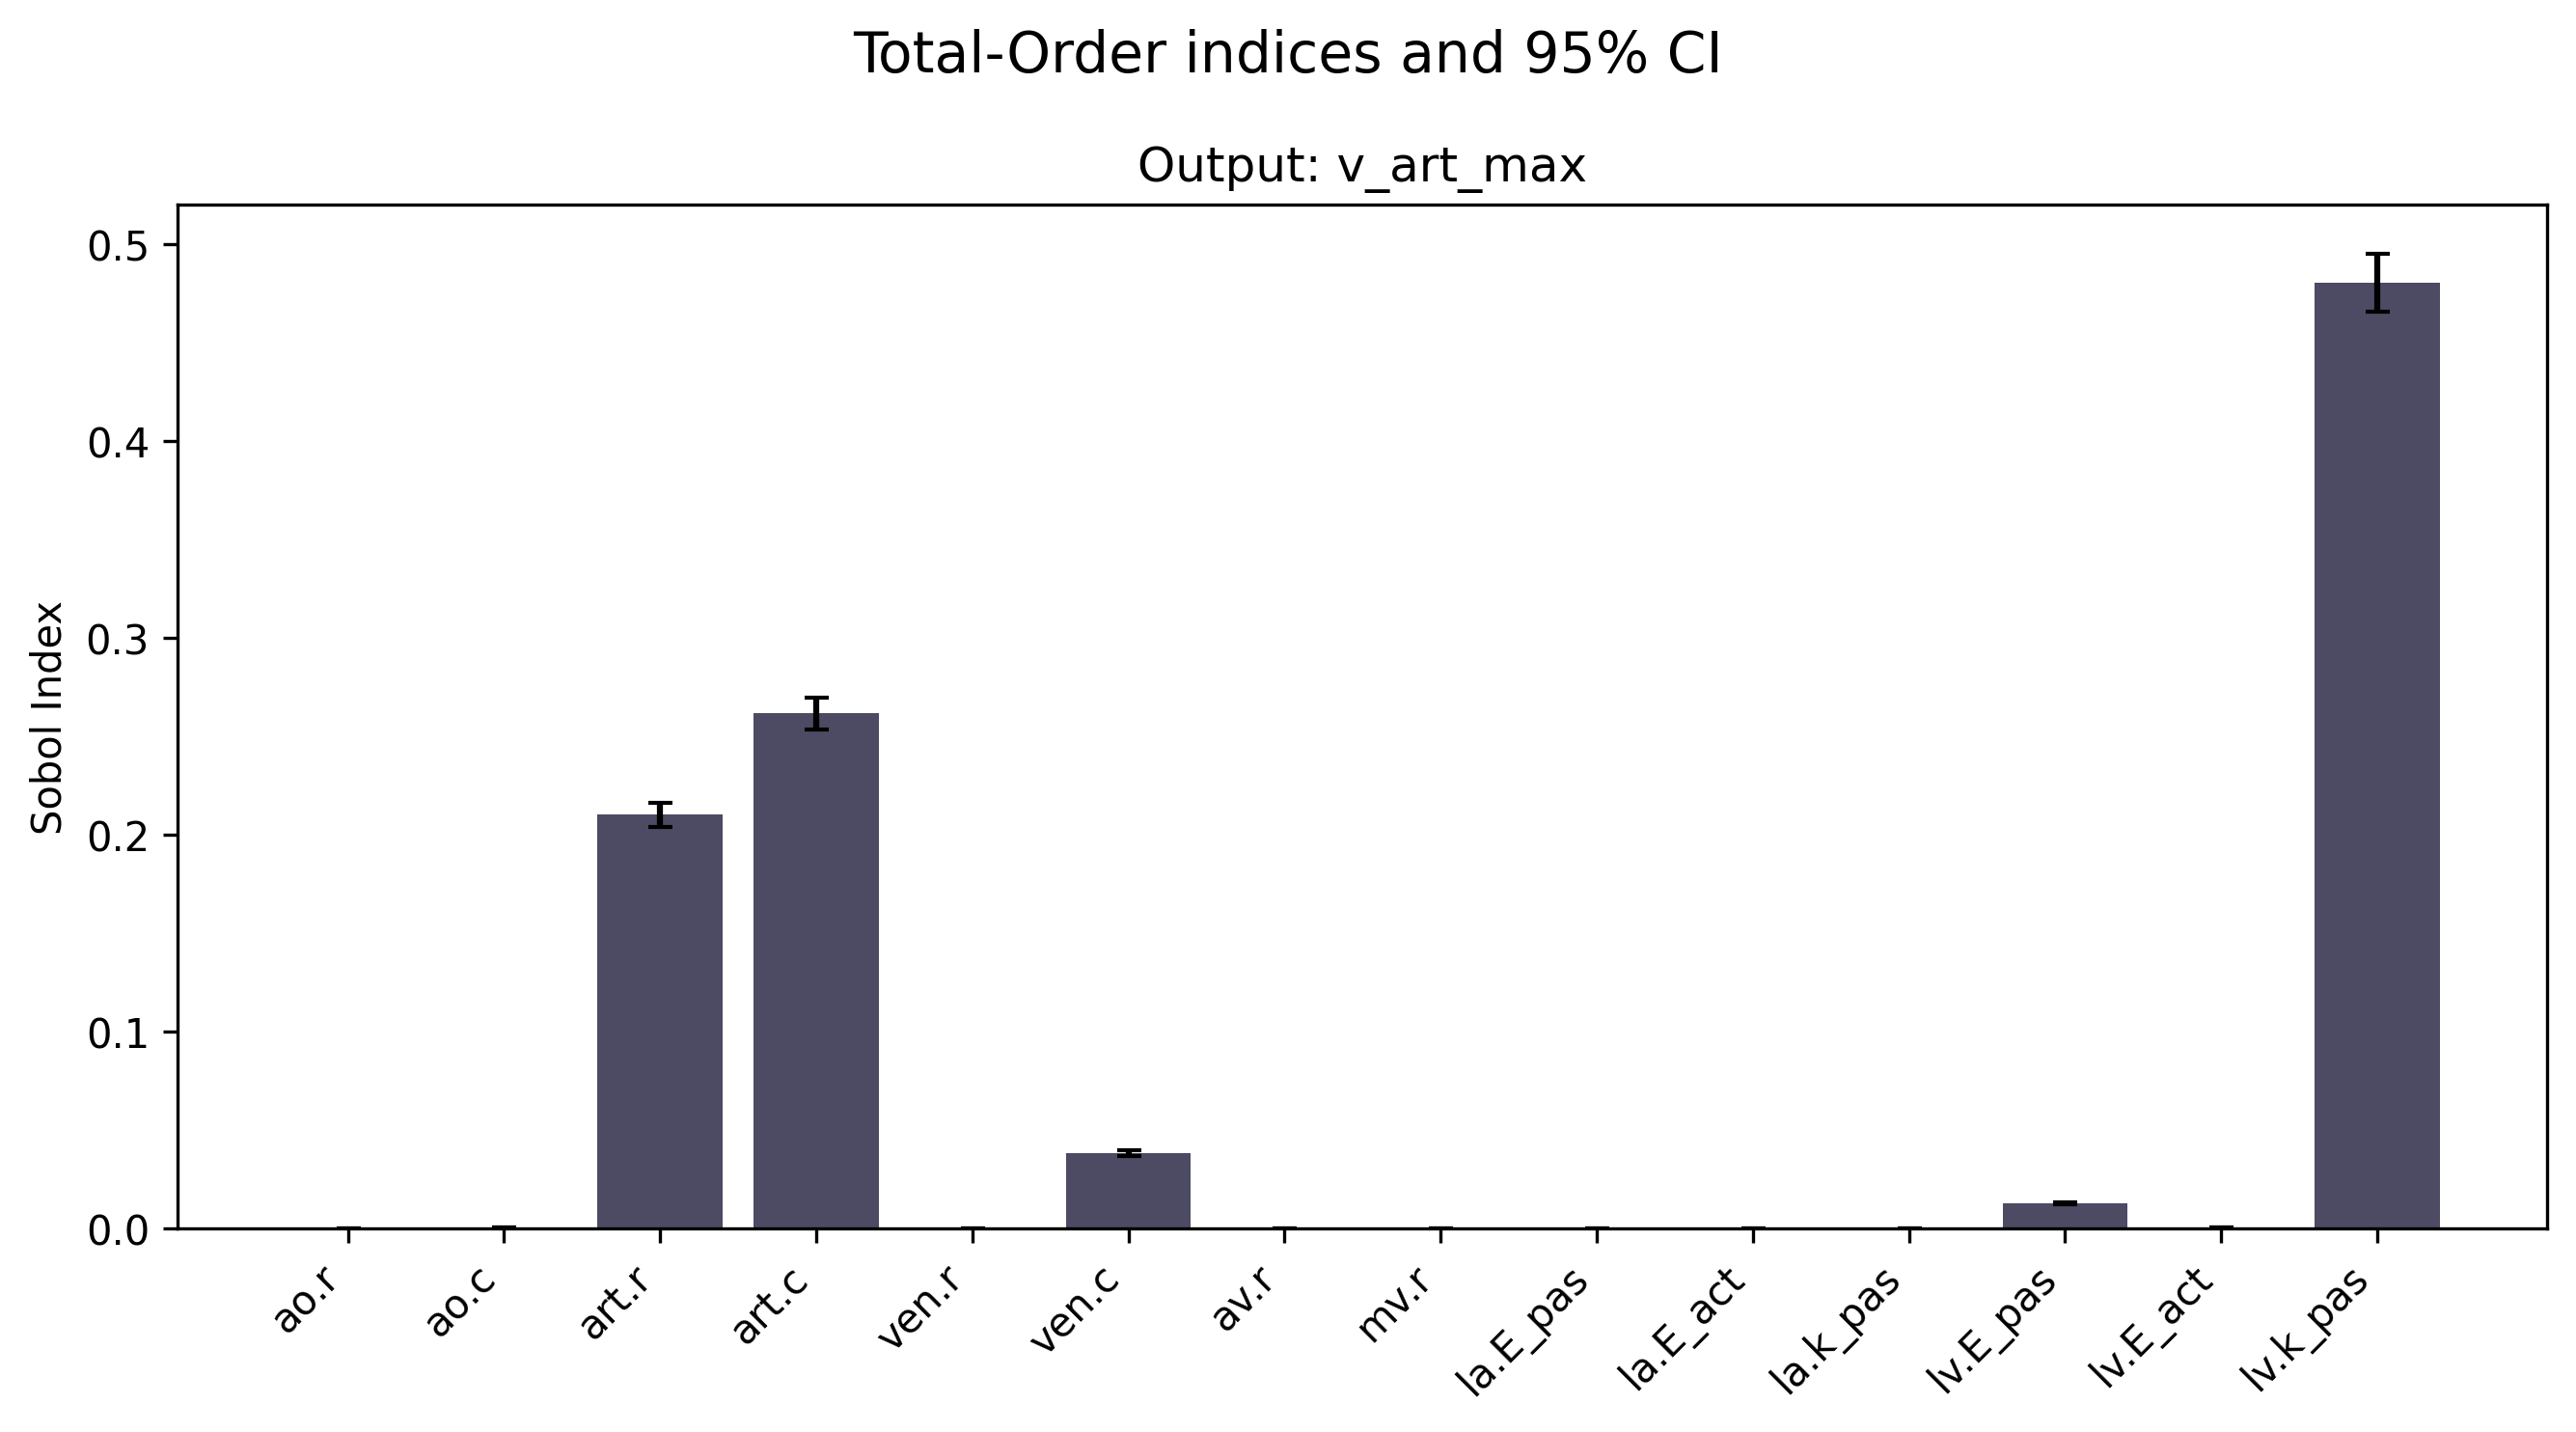 Total-Order indices and 95% CI
Output: v_art_max
Sobol Index
0.5
0.4
0.3
0.2
0.1
0.0
ao.r
ao.c
art.r
art.c
ven.r
ven.c
av.r
mv.r
la.E_pas
la.E_act
la.k_pas
lv.E_pas
lv.E_act
lv.k_pas